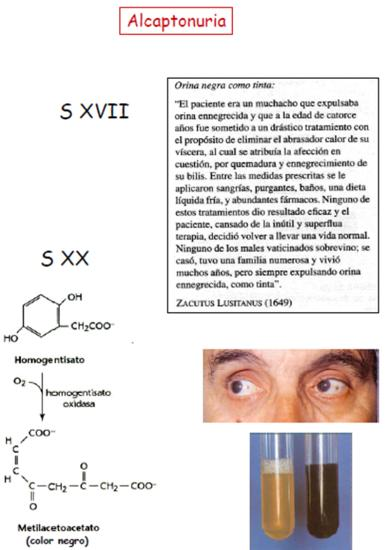 Alcaptonuria
S XVII
Orina negra como tinta:
"El paciente era un muchacho que expulsaba
orina ennegrecida y que a la edad de catorce
años fue sometido a un drástico tratamiento con
el propósito de eliminar el abrasador calor de su
víscera, al cual se atribuía la afección en
cuestión, por quemadura y ennegrecimiento de
su bilis. Entre las medidas prescritas se le
aplicaron sangrías, purgantes, baños, una dieta
líquida fría, y abundantes fármacos. Ninguno de
estos tratamientos dio resultado eficaz y el
paciente, cansado de la inútil y superflua
terapia, decidió volver a llevar una vida normal.
Ninguno de los males vaticinados sobrevino; se
casó, tuvo una familia numerosa y vivió
muchos años, pero siempre expulsando orina
ennegrecida, como tinta".
ZACUTUS LUSITANUS (1649)
S XX
OH
CH₂COO⁻
HO
Homogentisato
O₂
homogentisato
oxidasa
H COO⁻
C
C
H O
C—CH₂—C—CH₂—COO⁻
O
Metilacetoacetato
(color negro)